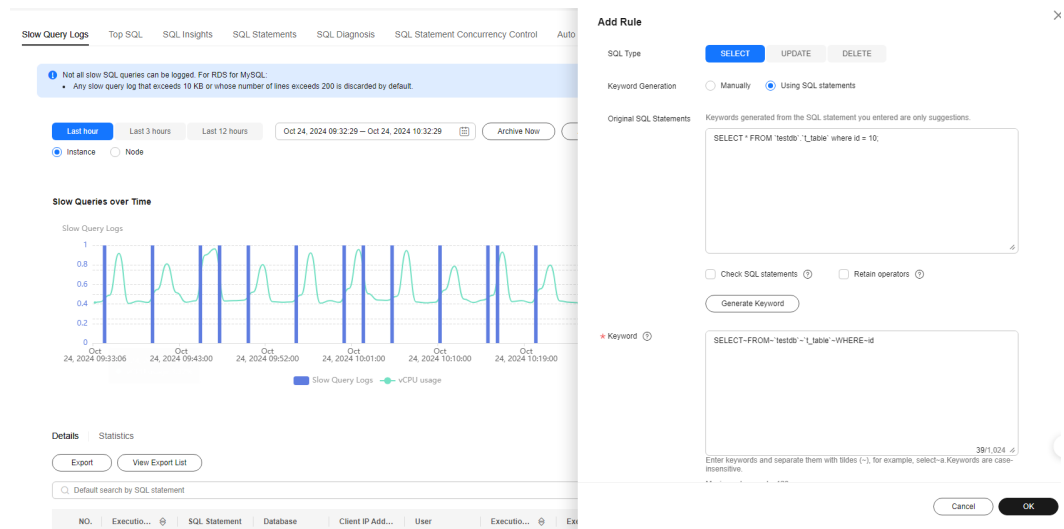 Slow Query Logs Top SQL SQL Insights SQL Statements SQL Diagnosis SQL Statement Concurrency Control Auto
Not all slow SQL queries can be logged. For RDS for MySQL:
• Any slow query log that exceeds 10 KB or whose number of lines exceeds 200 is discarded by default.
Last hour Last 3 hours Last 12 hours Oct 24, 2024 09:32:29 — Oct 24, 2024 10:32:29 Archive Now
Instance Node
Slow Queries over Time
Slow Query Logs
1
0.8
0.6
0.4
0.2
0
Oct Oct Oct Oct Oct Oct
24, 2024 09:33:06 24, 2024 09:43:00 24, 2024 09:52:00 24, 2024 10:01:00 24, 2024 10:10:00 24, 2024 10:19:00
Slow Query Logs vCPU usage
Details Statistics
Export View Export List
Default search by SQL statement
NO. Executio... SQL Statement Database Client IP Add... User Executio... Exe
Add Rule
SQL Type SELECT UPDATE DELETE
Keyword Generation Manually Using SQL statements
Original SQL Statements Keywords generated from the SQL statement you entered are only suggestions.
SELECT * FROM `testdb`.`t_table` where id = 10;
Check SQL statements Retain operators
Generate Keyword
* Keyword
SELECT~FROM~`testdb`~`t_table`~WHERE~id
39/1,024
Enter keywords and separate them with tildes (~), for example, select~a.Keywords are case-
insensitive.
Cancel OK